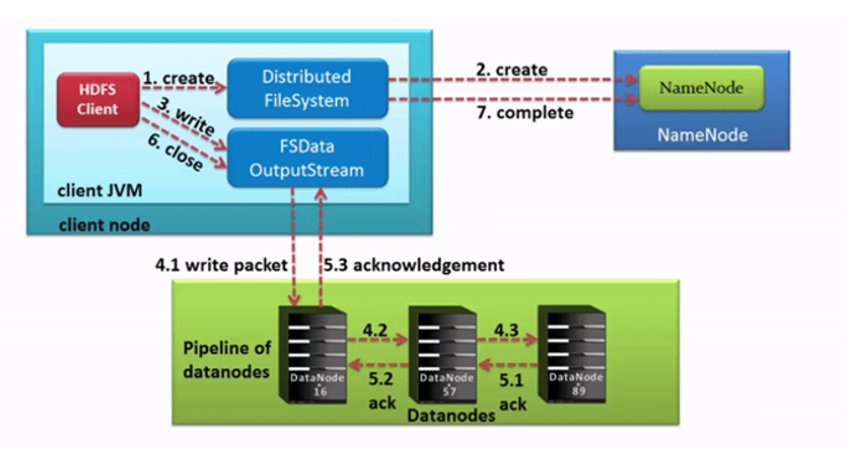 HDFS
Client
1. create
3. write
6. close
Distributed
FileSystem
FSData
OutputStream
client JVM
client node
2. create
7. complete
NameNode
NameNode
4.1 write packet
5.3 acknowledgement
Pipeline of
datanodes
4.2
4.3
5.2
ack
5.1
ack
DataNode
16
DataNode
57
DataNode
89
Datanodes